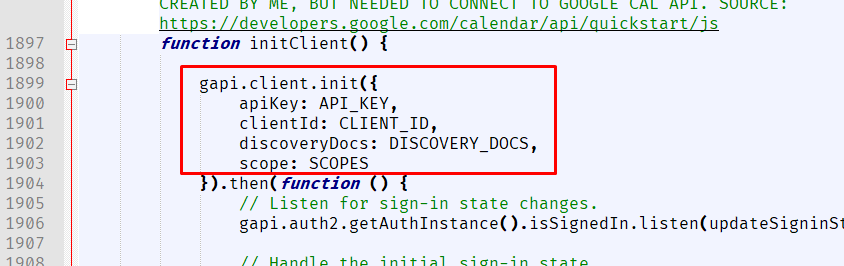 CREATED BY ME, BUT NEEDED TO CONNECT TO GOOGLE CAL API. SOURCE:
https://developers.google.com/calendar/api/quickstart/js
1897 function initClient() {
1898
1899 gapi.client.init({
1900 apiKey: API_KEY,
1901 clientId: CLIENT_ID,
1902 discoveryDocs: DISCOVERY_DOCS,
1903 scope: SCOPES
1904 }).then(function () {
1905 // Listen for sign-in state changes.
1906 gapi.auth2.getAuthInstance().isSignedIn.listen(updateSigninSt
1907
1908 // Handle the initial sign-in state